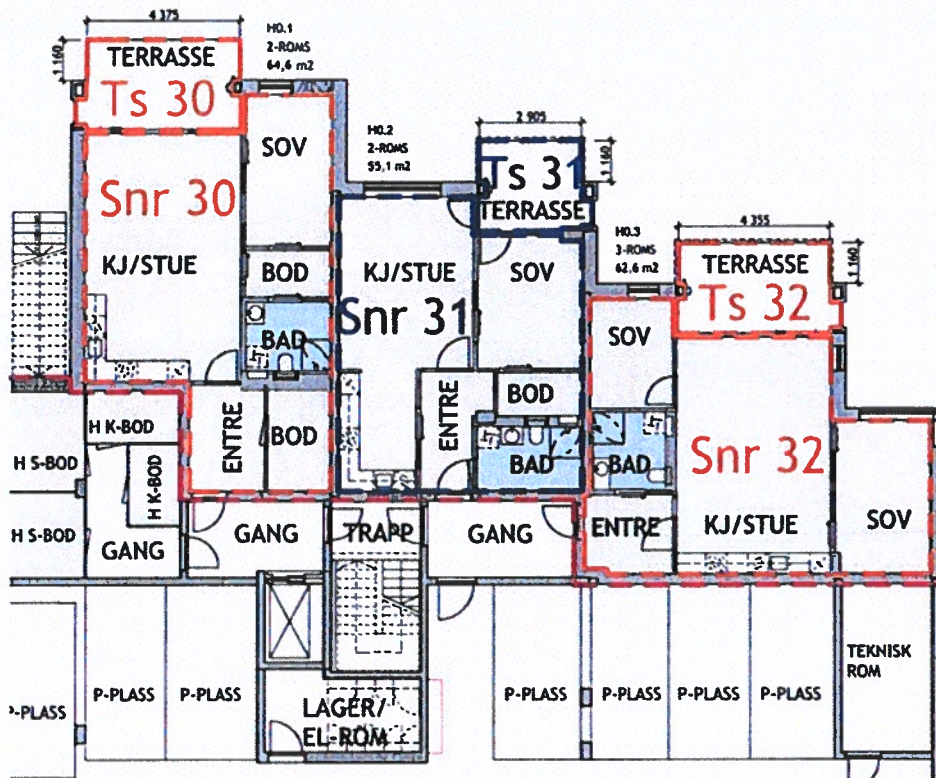 4 375
1.160
TERRASSE
Ts 30
H0.1
2-ROMS
64,6 m2
SOV
Snr 30
KJ/STUE
BOD
BAD
ENTRE
BOD
H0.2
2-ROMS
55,1 m2
2 905
1.160
Ts 31
TERRASSE
KJ/STUE
SOV
Snr 31
ENTRE
BOD
BAD
H0.3
3-ROMS
62,6 m2
4 355
1.160
TERRASSE
Ts 32
SOV
BAD
Snr 32
ENTRE
KJ/STUE
SOV
H K-BOD
H S-BOD
H K-BOD
H S-BOD
GANG
GANG
TRAPP
GANG
P-PLASS
P-PLASS
P-PLASS
LAGER/
EL-ROM
P-PLASS
P-PLASS
P-PLASS
P-PLASS
TEKNISK
ROM